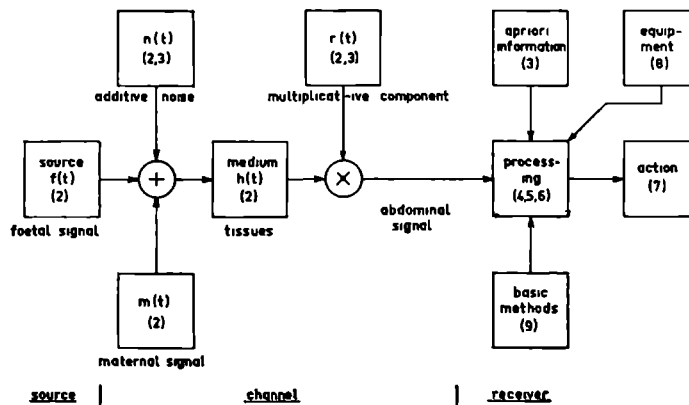 n(t)
(2,3)
additive noise
r(t)
(2,3)
multiplicative component
apriori
information
(3)
equip-
ment
(8)
source
f(t)
(2)
foetal signal
+
medium
h(t)
(2)
tissues
×
abdominal
signal
process-
ing
(4,5,6)
action
(7)
m(t)
(2)
maternal signal
basic
methods
(9)
source
channel
receiver